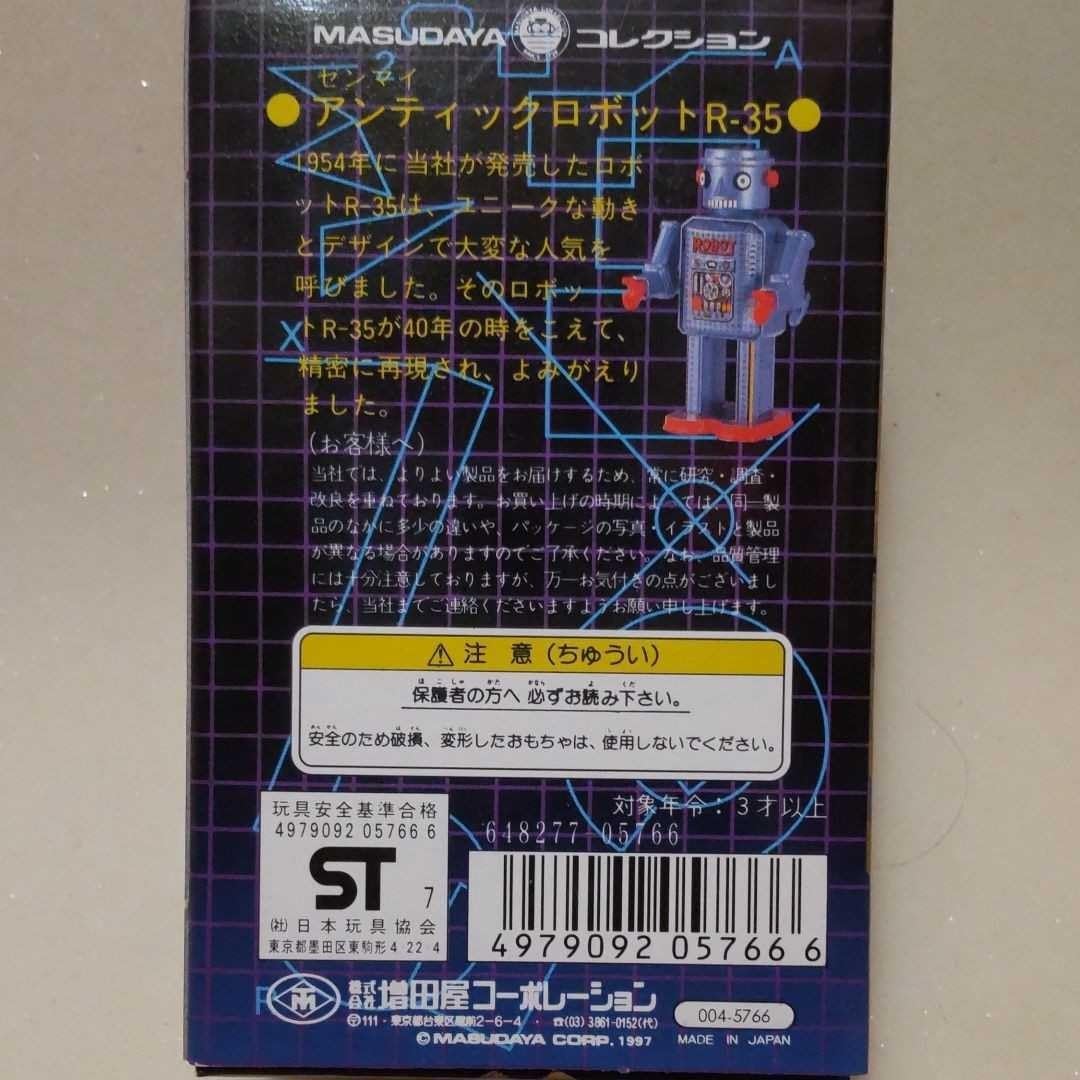 MASUDAYA コレクション
センマイ
●アンティックロボットR-35●
1954年に当社が発売したロボ
ットR-35は、ユニークな動き
とデザインで大変な人気を
呼びました。そのロボッ
トR-35が40年の時をこえて、
精密に再現され、よみがえり
ました。
ROBOT
2
A
X
(お客様へ)
当社では、よりよい製品をお届けするため、常に研究・調査・
改良を重ねております。お買い上げの時期によっては、同一製
品のなかに多少の違いや、パッケージの写真・イラストと製品
が異なる場合がありますのでご了承ください。なお、品質管理
には十分注意しておりますが、万一お気付きの点がございまし
たら、当社までご連絡くださいますようお願い申し上げます。
⚠注 意(ちゅうい)
保護者の方へ 必ずお読み下さい。
安全のため破損、変形したおもちゃは、使用しないでください。
対象年令：3才以上
玩具安全基準合格
4979092 05766 6
ST 7
(社)日本玩具協会
東京都墨田区東駒形4-22-4
648277 05766
4979092 057666
株式会社 増田屋コーポレーション
〒111・東京都台東区蔵前2-6-4・☎(03)3861-0152(代)
©MASUDAYA CORP. 1997
004-5766
MADE IN JAPAN